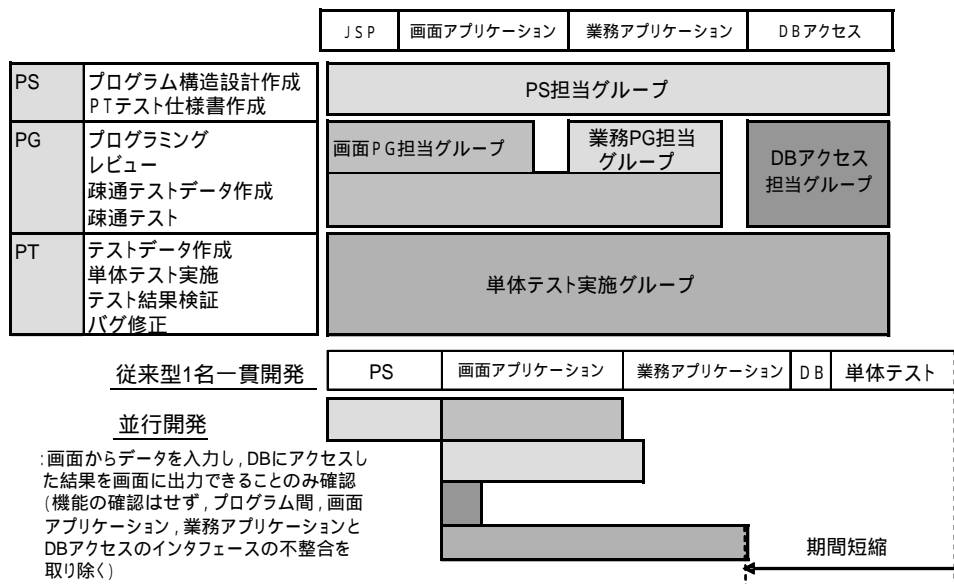 JSP 画面アプリケーション 業務アプリケーション DBアクセス
PS プログラム構造設計作成
PTテスト仕様書作成
PS担当グループ
PG プログラミング
レビュー
疎通テストデータ作成
疎通テスト
画面PG担当グループ
業務PG担当
グループ
DBアクセス
担当グループ
PT テストデータ作成
単体テスト実施
テスト結果検証
バグ修正
単体テスト実施グループ
従来型1名一貫開発 PS 画面アプリケーション 業務アプリケーション DB 単体テスト
並行開発
:画面からデータを入力し,DBにアクセスし
た結果を画面に出力できることのみ確認
(機能の確認はせず,プログラム間,画面
アプリケーション,業務アプリケーションと
DBアクセスのインタフェースの不整合を
取り除く)
期間短縮